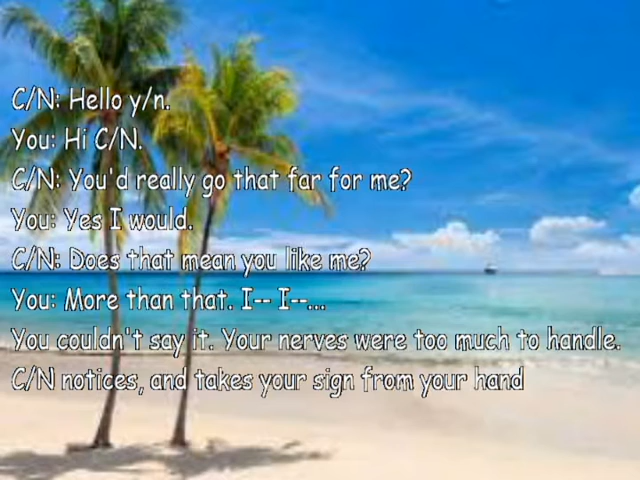 C/N: Hello y/n.
You: Hi C/N.
C/N: You'd really go that far for me?
You: Yes I would.
C/N: Does that mean you like me?
You: More than that. I-- I--...
You couldn't say it. Your nerves were too much to handle.
C/N notices, and takes your sign from your hand